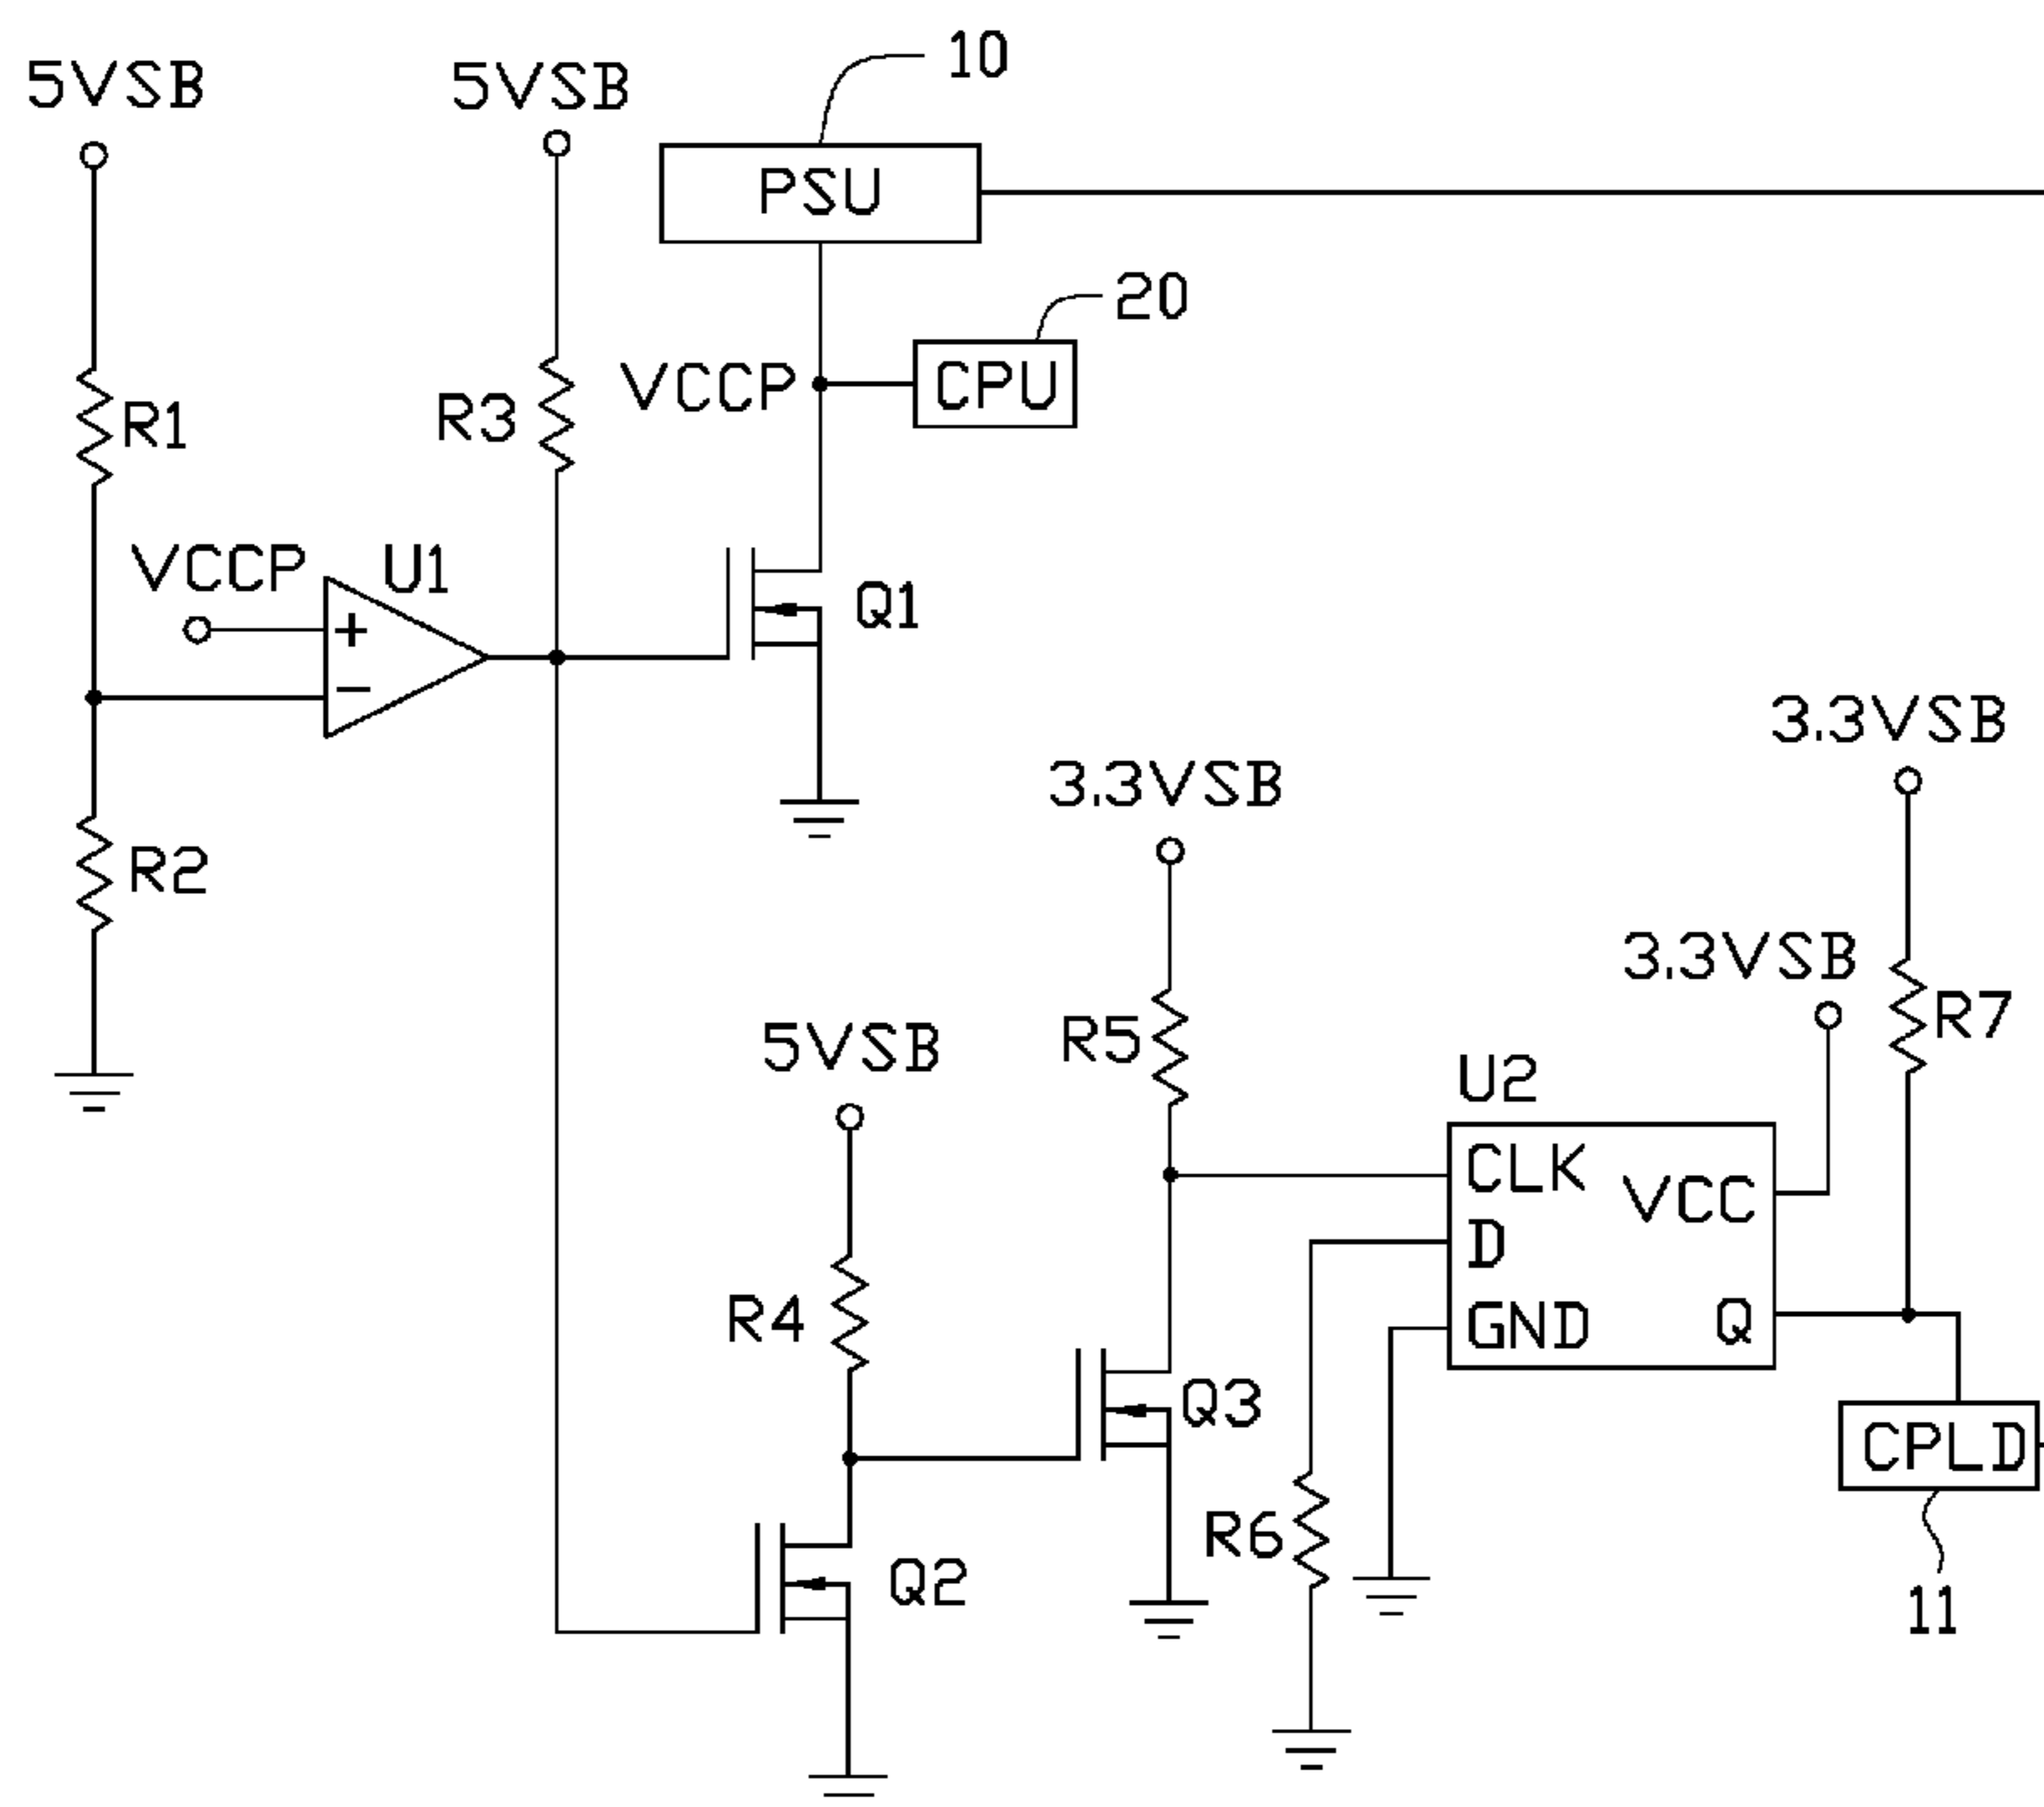 10
5VSB
5VSB
PSU
20
VCCP
CPU
R1
R3
VCCP
U1
+
−
Q1
3.3VSB
3.3VSB
R2
3.3VSB
R7
5VSB
R5
U2
CLK
VCC
D
GND
Q
R4
Q3
CPLD
R6
Q2
11